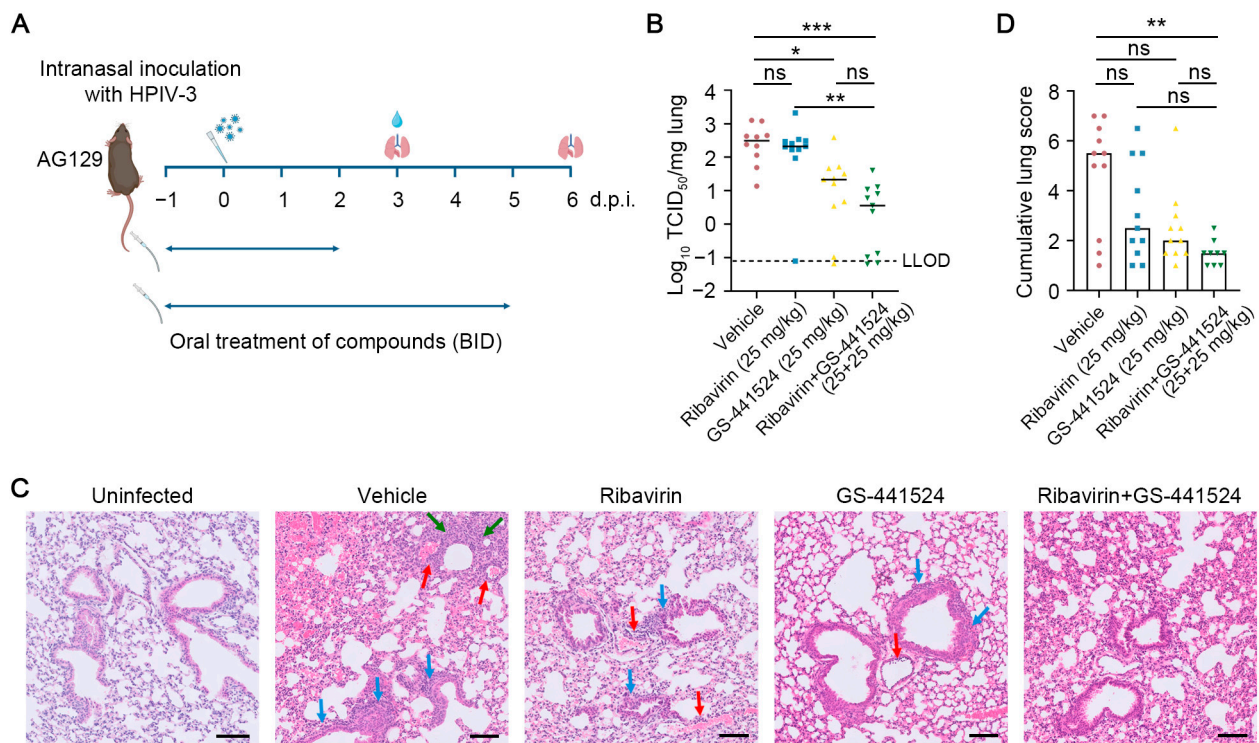 A
Intranasal inoculation
with HPIV-3
AG129
−1 0 1 2 3 4 5 6 d.p.i.
Oral treatment of compounds (BID)
B
***
*
ns ns
**
Log10 TCID50/mg lung
4
3
2
1
0
−1
−2
LLOD
Vehicle
Ribavirin (25 mg/kg)
GS-441524 (25 mg/kg)
Ribavirin+GS-441524
(25+25 mg/kg)
D
**
ns
ns ns
ns
Cumulative lung score
8
6
4
2
0
Vehicle
Ribavirin (25 mg/kg)
GS-441524 (25 mg/kg)
Ribavirin+GS-441524
(25+25 mg/kg)
C
Uninfected
Vehicle
Ribavirin
GS-441524
Ribavirin+GS-441524